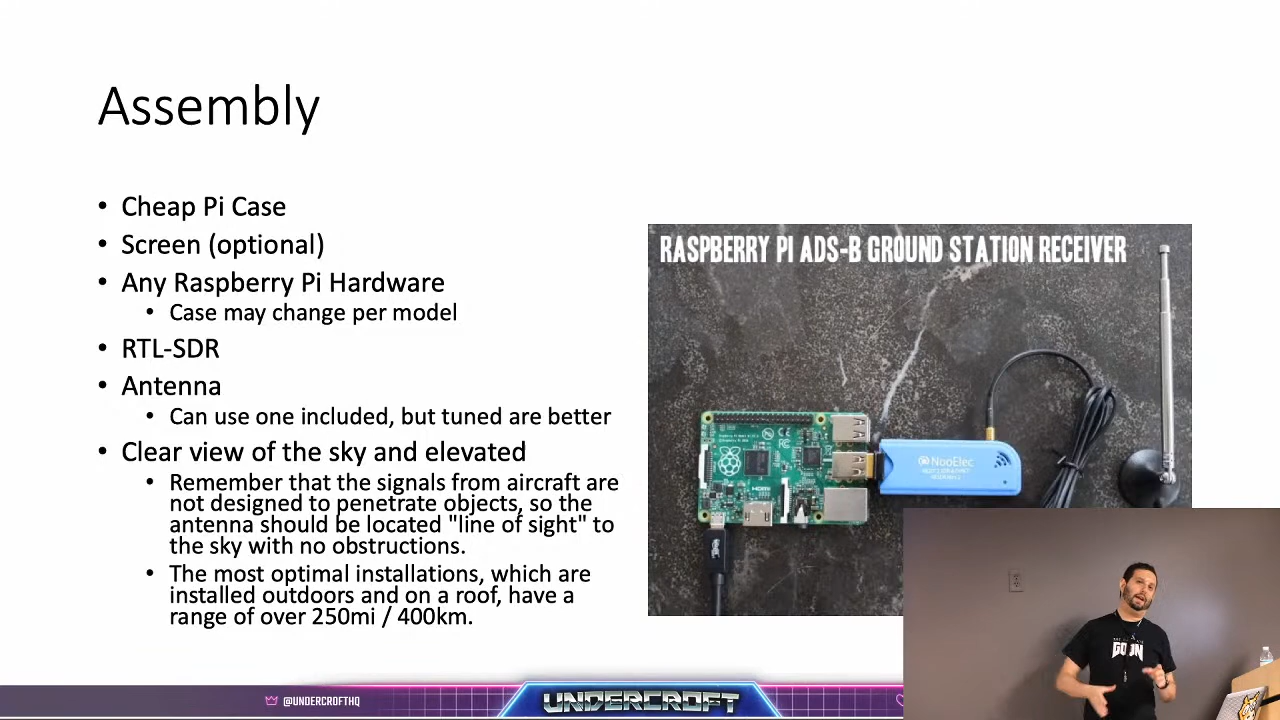 Assembly
• Cheap Pi Case
• Screen (optional)
• Any Raspberry Pi Hardware
• Case may change per model
• RTL-SDR
• Antenna
• Can use one included, but tuned are better
• Clear view of the sky and elevated
• Remember that the signals from aircraft are
not designed to penetrate objects, so the
antenna should be located "line of sight" to
the sky with no obstructions.
• The most optimal installations, which are
installed outdoors and on a roof, have a
range of over 250mi / 400km.
RASPBERRY PI ADS-B GROUND STATION RECEIVER
HDMI
NooElec
@UNDERCROFTHQ
UNDERCROFT